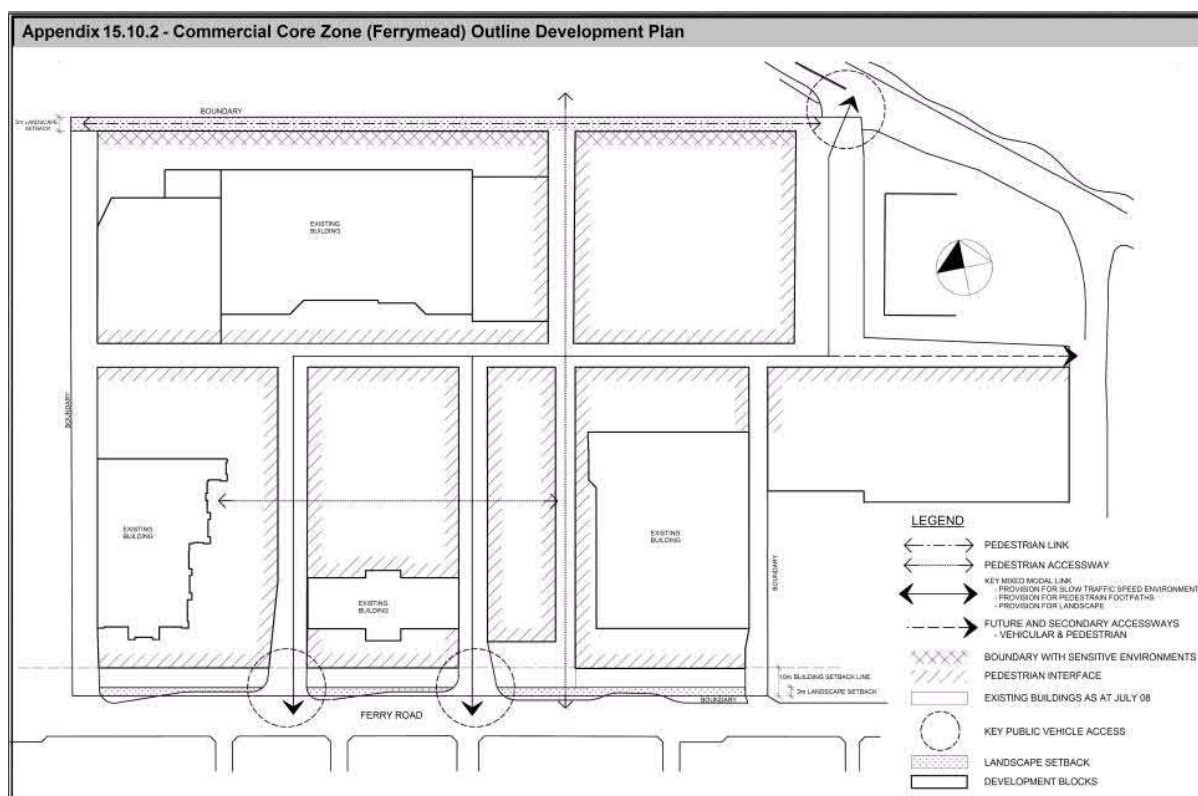 Appendix 15.10.2 - Commercial Core Zone (Ferrymead) Outline Development Plan
BOUNDARY
3m LANDSCAPE
SETBACK
EXISTING
BUILDING
BOUNDARY
EXISTING
BUILDING
EXISTING
BUILDING
EXISTING
BUILDING
BOUNDARY
10m BUILDING SETBACK LINE
3m LANDSCAPE SETBACK
BOUNDARY
FERRY ROAD
LEGEND
PEDESTRIAN LINK
PEDESTRIAN ACCESSWAY
KEY MIXED MODAL LINK
- PROVISION FOR SLOW TRAFFIC SPEED ENVIRONMENT
- PROVISION FOR PEDESTRAIN FOOTPATHS
- PROVISION FOR LANDSCAPE
FUTURE AND SECONDARY ACCESSWAYS
- VEHICULAR & PEDESTRIAN
BOUNDARY WITH SENSITIVE ENVIRONMENTS
PEDESTRIAN INTERFACE
EXISTING BUILDINGS AS AT JULY 08
KEY PUBLIC VEHICLE ACCESS
LANDSCAPE SETBACK
DEVELOPMENT BLOCKS